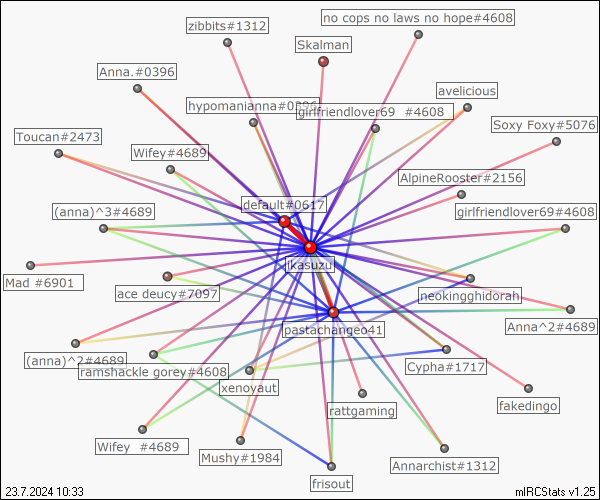 no cops no laws no hope#4608
zibbits#1312
Skalman
Anna.#0396
avelicious
hypomanianna#0396
girlfriendlover69 #4608
Soxy Foxy#5076
Toucan#2473
Wifey#4689
AlpineRooster#2156
default#0617
(anna)^3#4689
girlfriendlover69#4608
ikasuzu
Mad #6901
ace deucy#7097
neokingghidorah
pastachangeo41
Anna^2#4689
(anna)^2#4689
ramshackle gorey#4608
Cypha#1717
xenoyaut
rattgaming
fakedingo
Wifey #4689
Mushy#1984
Annarchist#1312
frisout
23.7.2024 10:33
mIRCStats v1.25